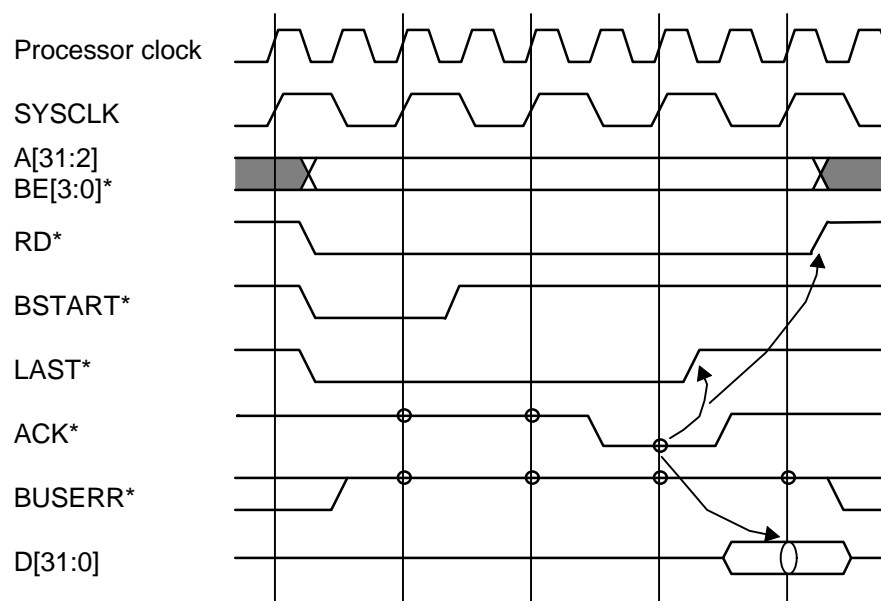 Processor clock
SYSCLK
A[31:2]
BE[3:0]*
RD*
BSTART*
LAST*
ACK*
BUSERR*
D[31:0]